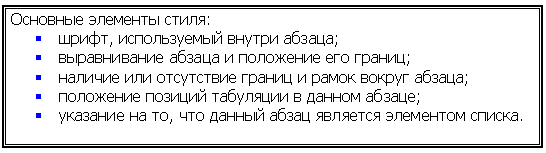 Основные элементы стиля:
▪ шрифт, используемый внутри абзаца;
▪ выравнивание абзаца и положение его границ;
▪ наличие или отсутствие границ и рамок вокруг абзаца;
▪ положение позиций табуляции в данном абзаце;
▪ указание на то, что данный абзац является элементом списка.